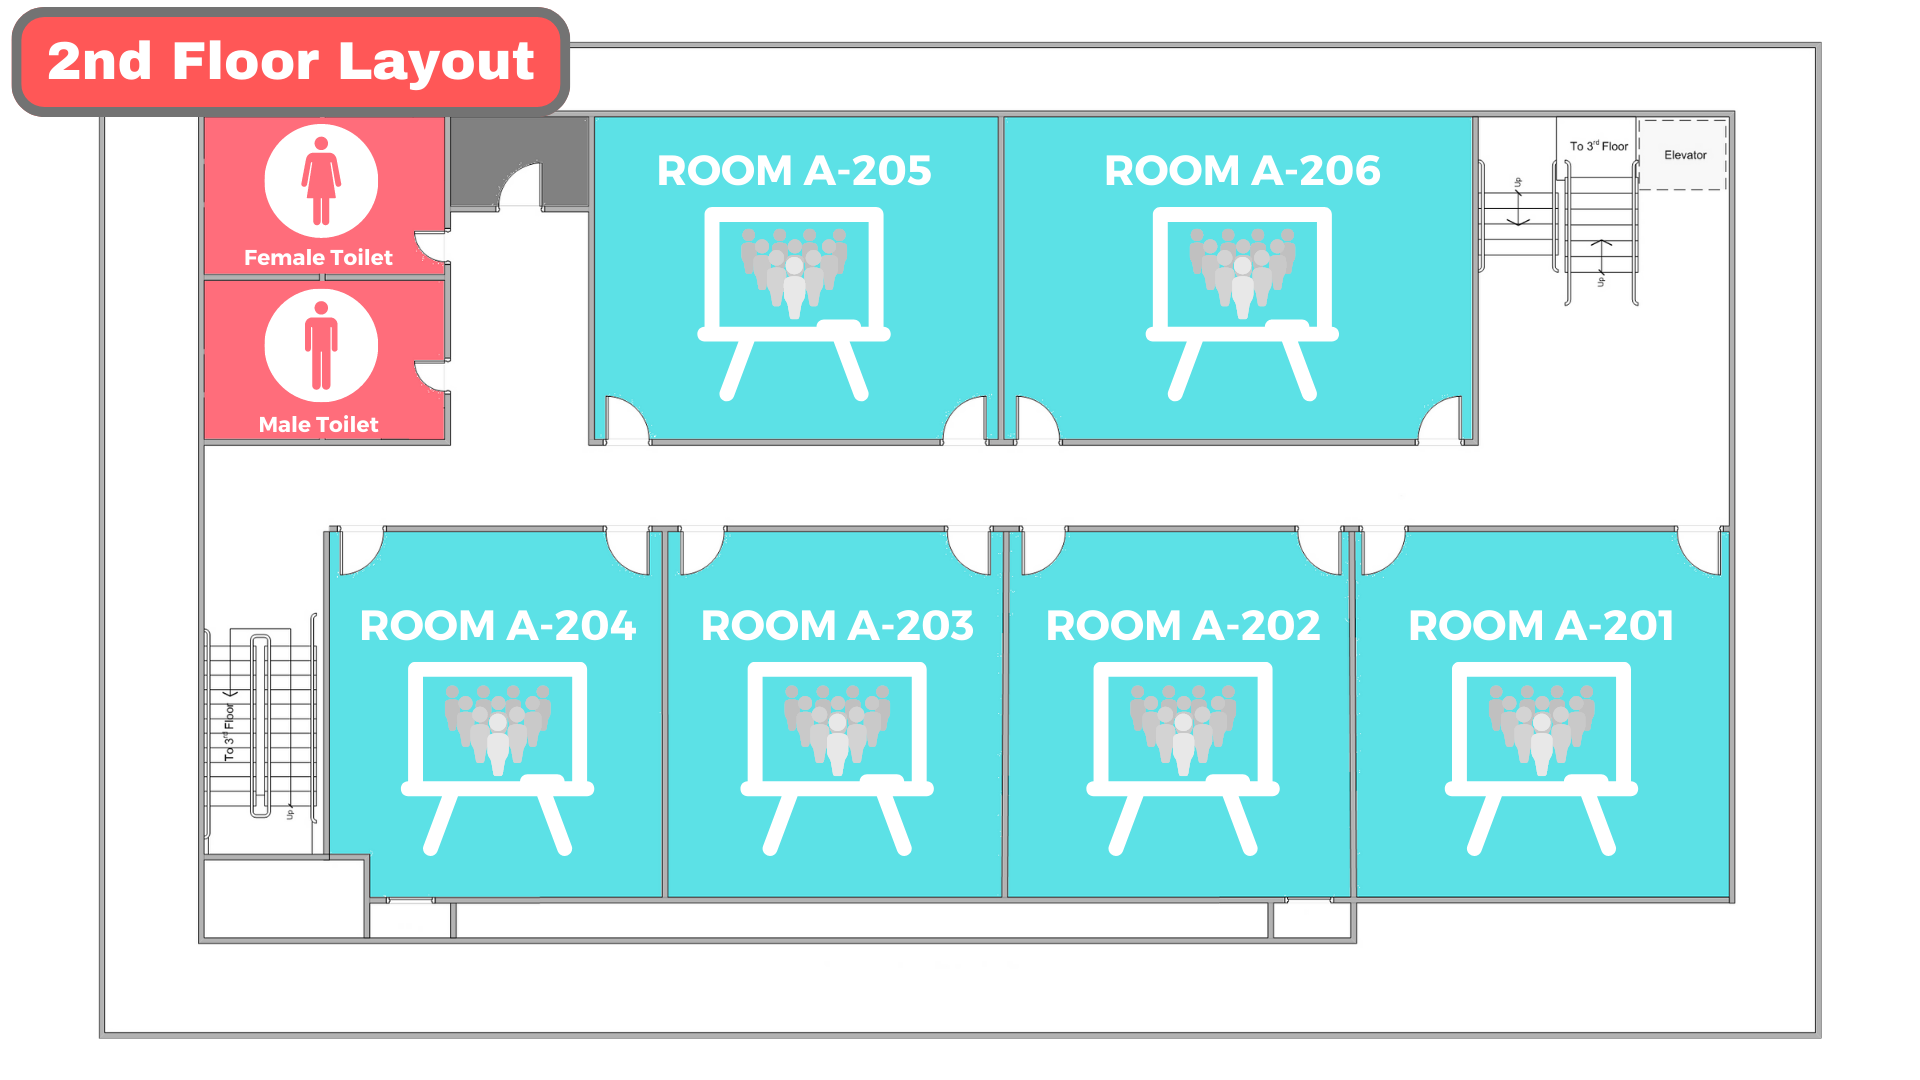 2nd Floor Layout
ROOM A-205
ROOM A-206
To 3rd Floor
Elevator
Up
Up
Female Toilet
Male Toilet
ROOM A-204
ROOM A-203
ROOM A-202
ROOM A-201
To 3rd Floor
Up